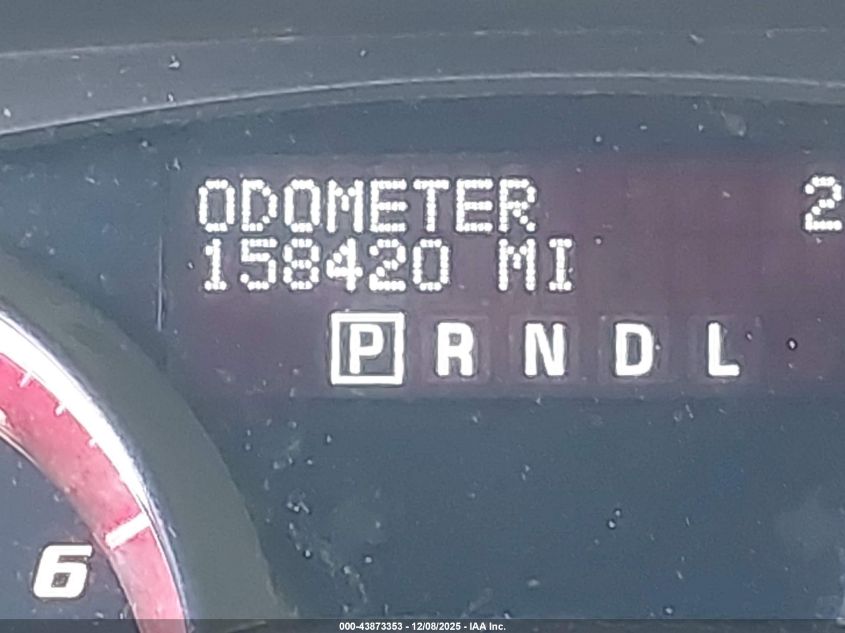 ODOMETER 2
158420 MI
P R N D L
6
000-43873353 - 12/08/2025 - IAA Inc.